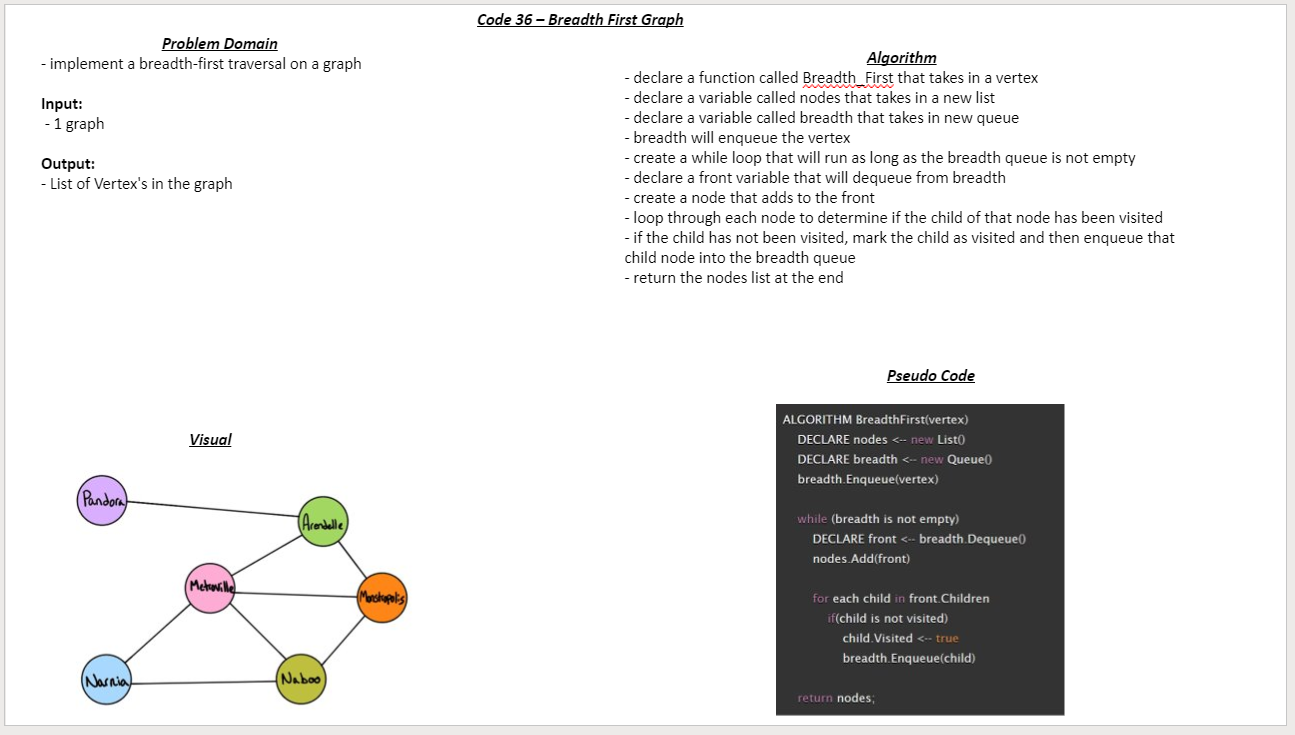 Code 36 – Breadth First Graph
Problem Domain
- implement a breadth-first traversal on a graph
Input:
- 1 graph
Output:
- List of Vertex's in the graph
Algorithm
- declare a function called Breadth_First that takes in a vertex
- declare a variable called nodes that takes in a new list
- declare a variable called breadth that takes in new queue
- breadth will enqueue the vertex
- create a while loop that will run as long as the breadth queue is not empty
- declare a front variable that will dequeue from breadth
- create a node that adds to the front
- loop through each node to determine if the child of that node has been visited
- if the child has not been visited, mark the child as visited and then enqueue that
child node into the breadth queue
- return the nodes list at the end
Visual
Pandora
Arendelle
Metroville
Monstropolis
Narnia
Naboo
Pseudo Code
ALGORITHM BreadthFirst(vertex)
DECLARE nodes <-- new List()
DECLARE breadth <-- new Queue()
breadth.Enqueue(vertex)
while (breadth is not empty)
DECLARE front <-- breadth.Dequeue()
nodes.Add(front)
for each child in front.Children
if(child is not visited)
child.Visited <-- true
breadth.Enqueue(child)
return nodes;